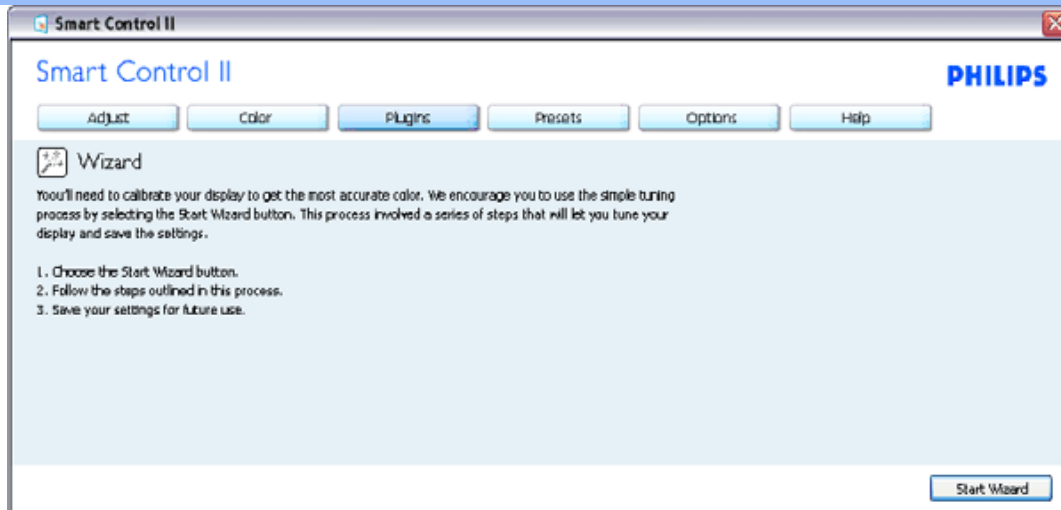 Smart Control II
Smart Control II
PHILIPS
Adjust Color Plugins Presets Options Help
Wizard
Yoou'll need to calibrate your display to get the most accurate color. We encourage you to use the simple tuning
process by selecting the Start Wizard button. This process involved a series of steps that will let you tune your
display and save the settings.
1. Choose the Start Wizard button.
2. Follow the steps outlined in this process.
3. Save your settings for future use.
Start Wizard